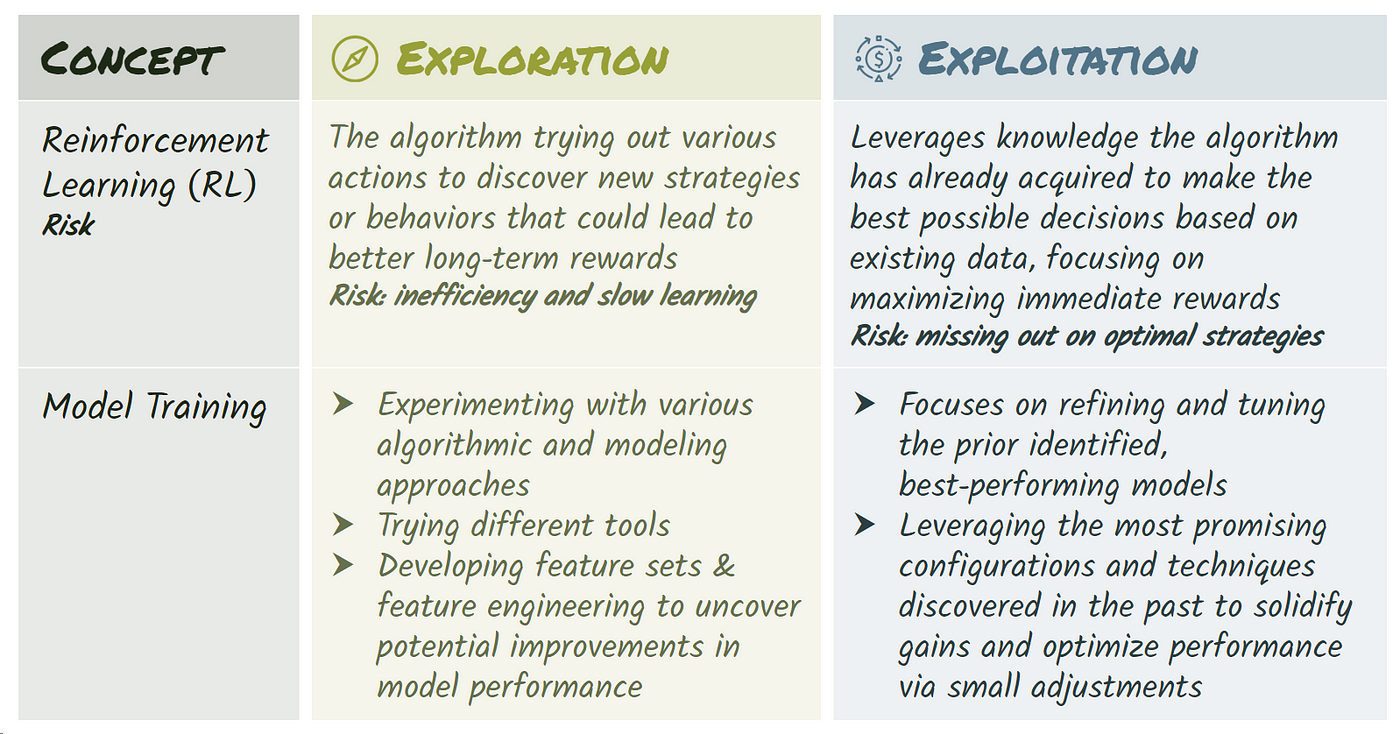 Concept
Exploration
Exploitation
Reinforcement
Learning (RL)
Risk
The algorithm trying out various
actions to discover new strategies
or behaviors that could lead to
better long-term rewards
Risk: inefficiency and slow learning
Leverages knowledge the algorithm
has already acquired to make the
best possible decisions based on
existing data, focusing on
maximizing immediate rewards
Risk: missing out on optimal strategies
Model Training
➤ Experimenting with various
algorithmic and modeling
approaches
➤ Trying different tools
➤ Developing feature sets &
feature engineering to uncover
potential improvements in
model performance
➤ Focuses on refining and tuning
the prior identified,
best-performing models
➤ Leveraging the most promising
configurations and techniques
discovered in the past to solidify
gains and optimize performance
via small adjustments